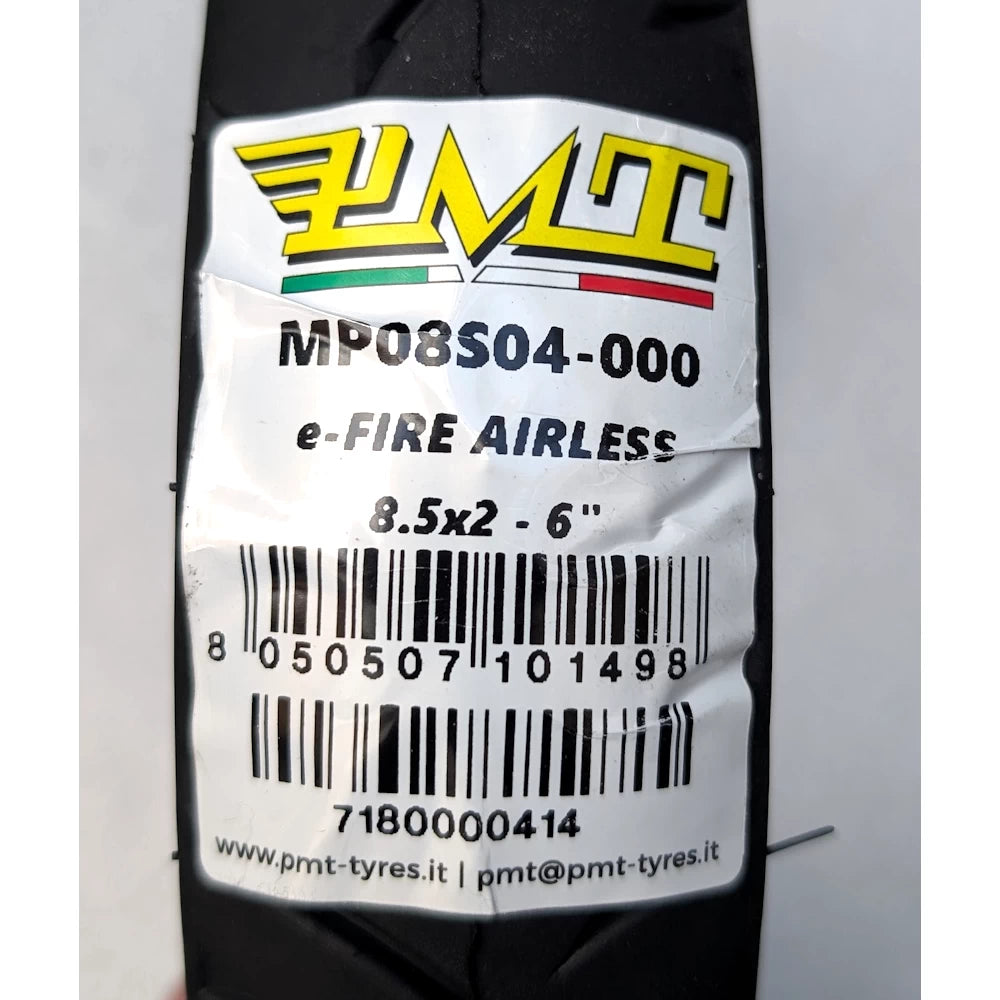 PMT
MP08S04-000
e-FIRE AIRLESS
8.5x2 - 6"
8 050507 101498
7180000414
www.pmt-tyres.it | pmt@pmt-tyres.it